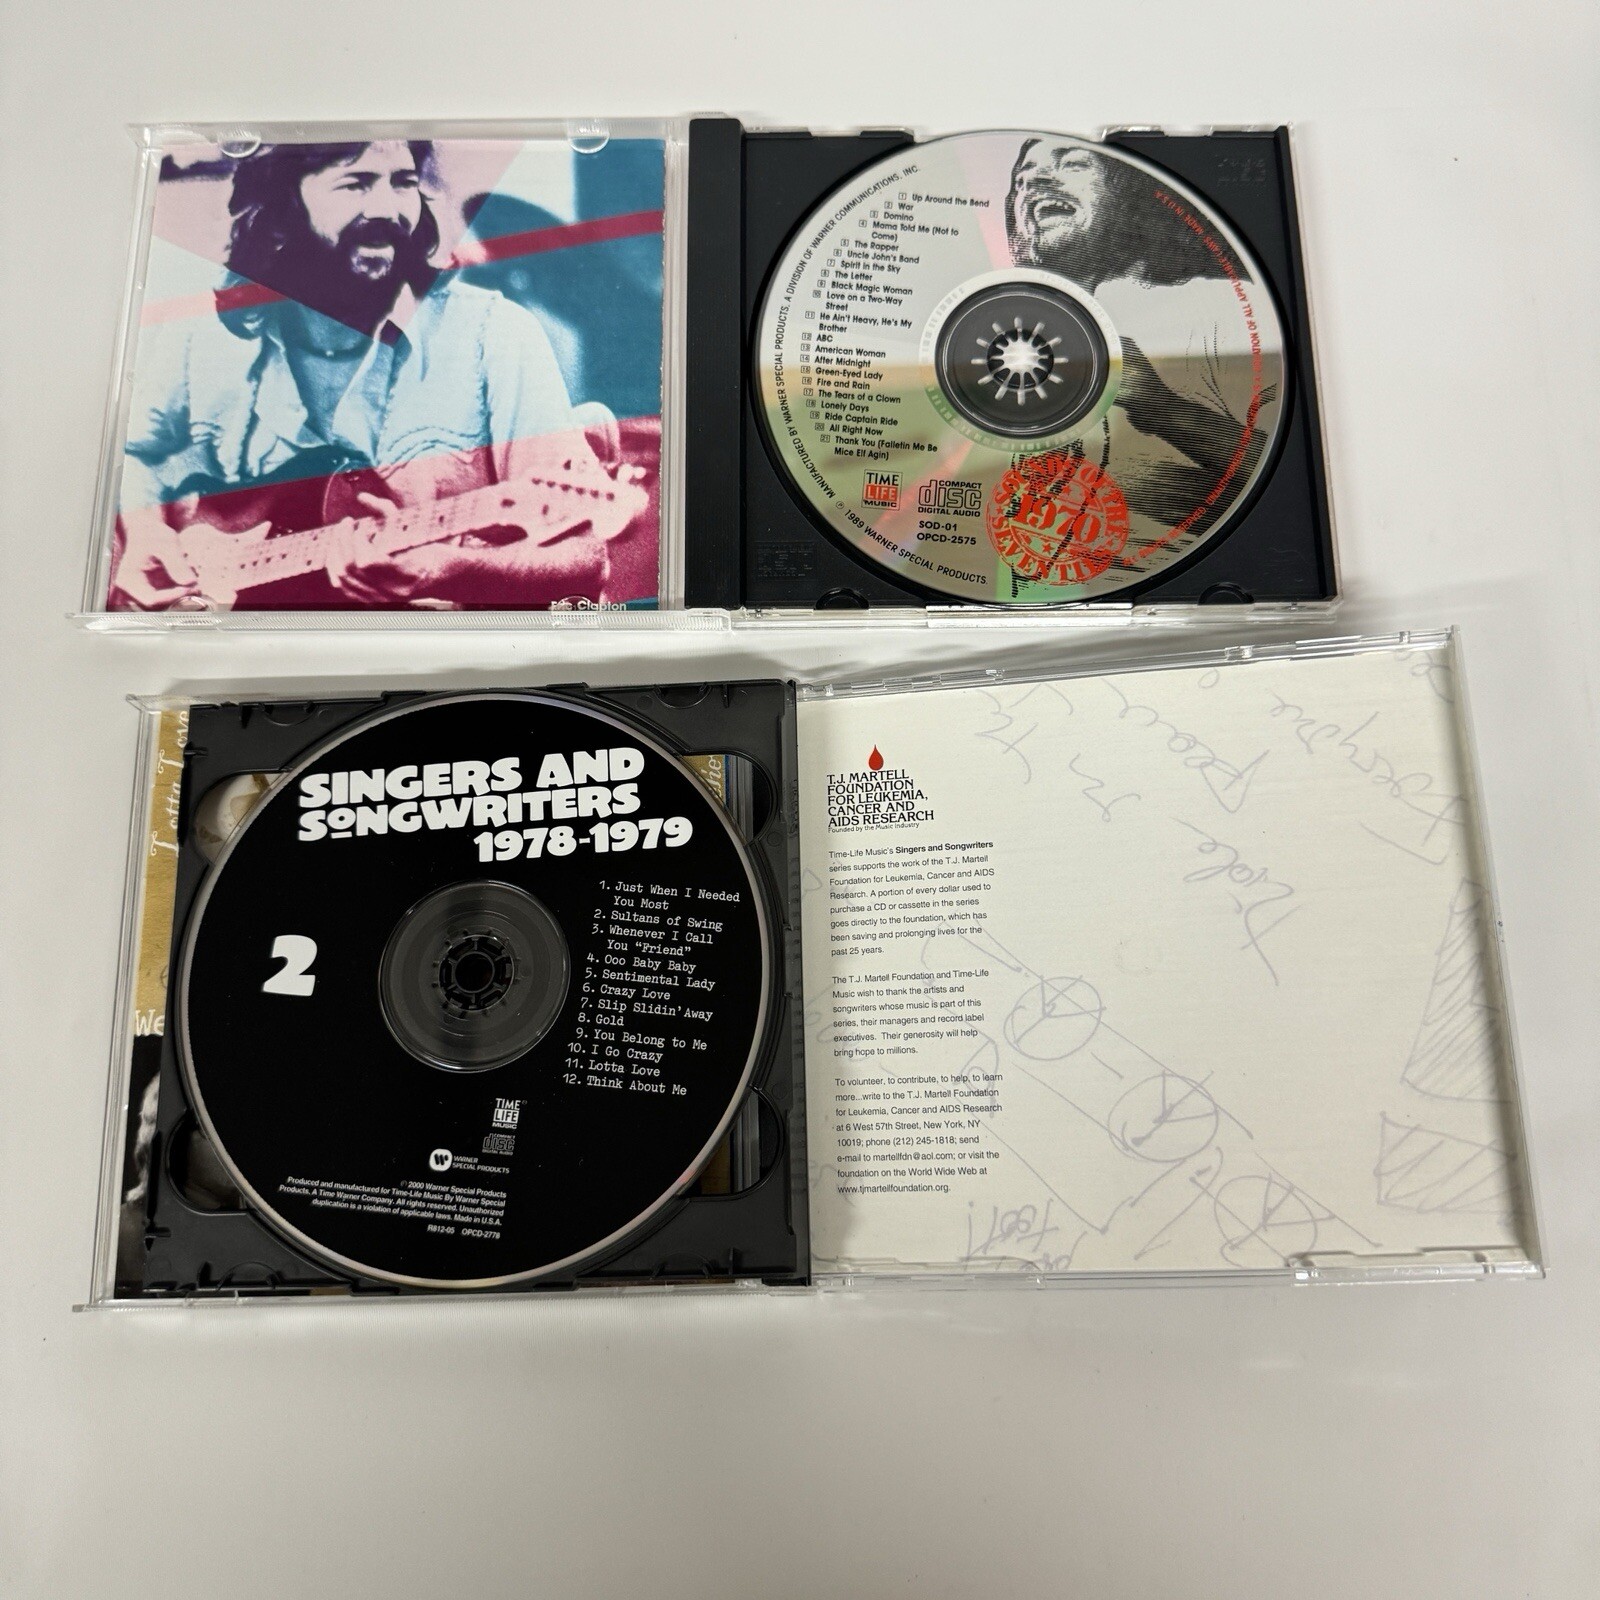 Eric Clapton
MANUFACTURED BY WARNER SPECIAL PRODUCTS, A DIVISION OF WARNER COMMUNICATIONS, INC.
1 Up Around the Bend
2 War
3 Domino
4 Mama Told Me (Not to
Come)
5 The Rapper
6 Uncle John's Band
7 Spirit in the Sky
8 The Letter
9 Black Magic Woman
10 Love on a Two-Way
Street
11 He Ain't Heavy, He's My
Brother
12 ABC
13 American Woman
14 After Midnight
15 Green-Eyed Lady
16 Fire and Rain
17 The Tears of a Clown
18 Lonely Days
19 Ride Captain Ride
20 All Right Now
21 Thank You (Falletin Me Be
Mice Elf Agin)
TIME
LIFE
MUSIC
COMPACT
disc
DIGITAL AUDIO
SOD-01
OPCD-2575
℗ 1989 WARNER SPECIAL PRODUCTS.
SOUNDS OF THE
1970
SEVENTIES
Lotta Love
We
SINGERS AND
SONGWRITERS
1978-1979
2
1. Just When I Needed
You Most
2. Sultans of Swing
3. Whenever I Call
You "Friend"
4. Ooo Baby Baby
5. Sentimental Lady
6. Crazy Love
7. Slip Slidin' Away
8. Gold
9. You Belong to Me
10. I Go Crazy
11. Lotta Love
12. Think About Me
TIME
LIFE
MUSIC
COMPACT
disc
DIGITAL AUDIO
WARNER
SPECIAL PRODUCTS
℗ 2000 Warner Special Products
Produced and manufactured for Time-Life Music By Warner Special
Products, A Time Warner Company. All rights reserved. Unauthorized
duplication is a violation of applicable laws. Made in U.S.A.
R812-05 OPCD-2778
T.J. MARTELL
FOUNDATION
FOR LEUKEMIA,
CANCER AND
AIDS RESEARCH
Founded by the Music Industry
Time-Life Music's Singers and Songwriters
series supports the work of the T.J. Martell
Foundation for Leukemia, Cancer and AIDS
Research. A portion of every dollar used to
purchase a CD or cassette in the series
goes directly to the foundation, which has
been saving and prolonging lives for the
past 25 years.
The T.J. Martell Foundation and Time-Life
Music wish to thank the artists and
songwriters whose music is part of this
series, their managers and record label
executives. Their generosity will help
bring hope to millions.
To volunteer, to contribute, to help, to learn
more...write to the T.J. Martell Foundation
for Leukemia, Cancer and AIDS Research
at 6 West 57th Street, New York, NY
10019; phone (212) 245-1818; send
e-mail to martellfdn@aol.com; or visit the
foundation on the World Wide Web at
www.tjmartellfoundation.org.